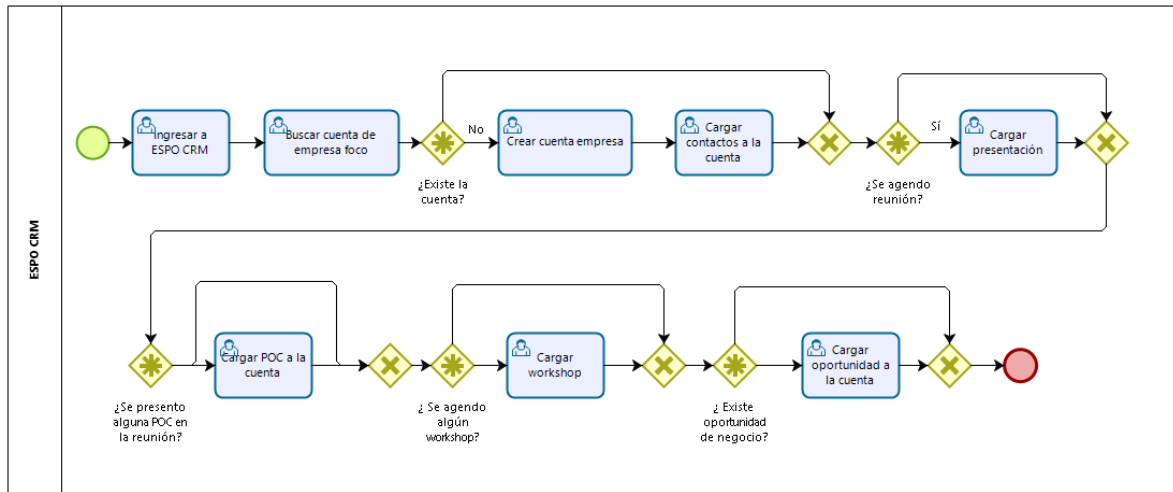 ESPO CRM
Ingresar a
ESPO CRM
Buscar cuenta de
empresa foco
¿Existe la
cuenta?
No
Crear cuenta empresa
Cargar
contactos a la
cuenta
¿Se agendo
reunión?
Sí
Cargar
presentación
¿Se presento
alguna POC en
la reunión?
Cargar POC a la
cuenta
¿ Se agendo
algún
workshop?
Cargar
workshop
¿ Existe
oportunidad
de negocio?
Cargar
oportunidad a
la cuenta